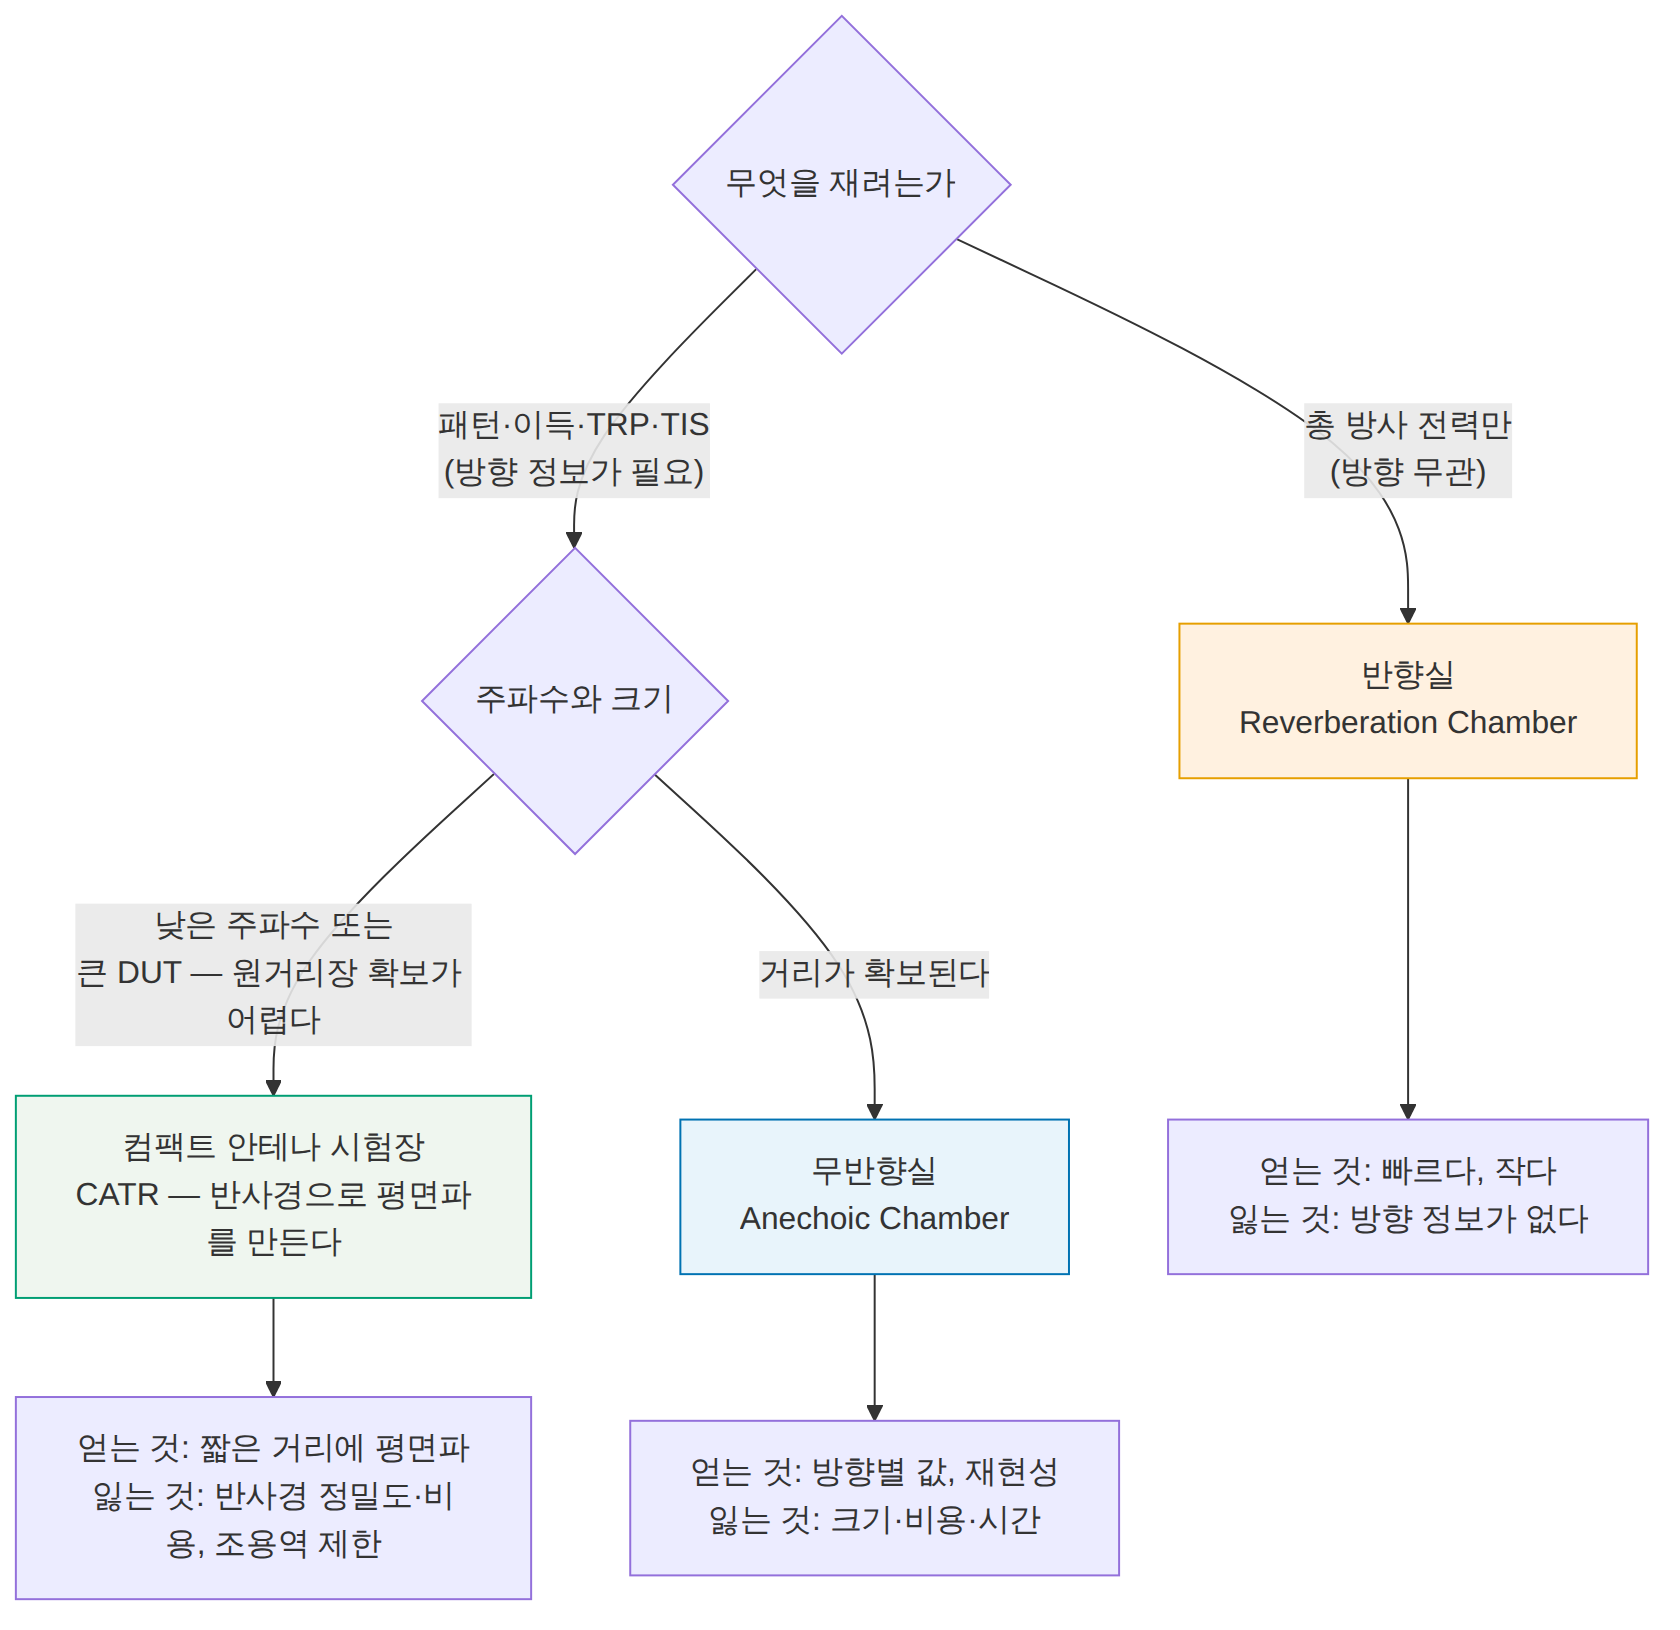 무엇을 재려는가
패턴·이득·TRP·TIS
(방향 정보가 필요)
총 방사 전력만
(방향 무관)
주파수와 크기
반향실
Reverberation Chamber
낮은 주파수 또는
큰 DUT — 원거리장 확보가
어렵다
거리가 확보된다
컴팩트 안테나 시험장
CATR — 반사경으로 평면파
를 만든다
무반향실
Anechoic Chamber
얻는 것: 빠르다, 작다
잃는 것: 방향 정보가 없다
얻는 것: 짧은 거리에 평면파
잃는 것: 반사경 정밀도·비
용, 조용역 제한
얻는 것: 방향별 값, 재현성
잃는 것: 크기·비용·시간